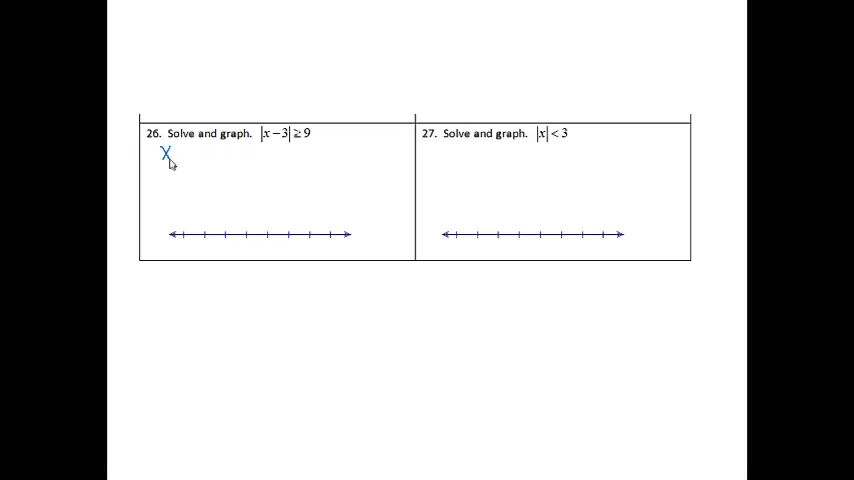 26. Solve and graph. |x − 3| ≥ 9
X
27. Solve and graph. |x| < 3